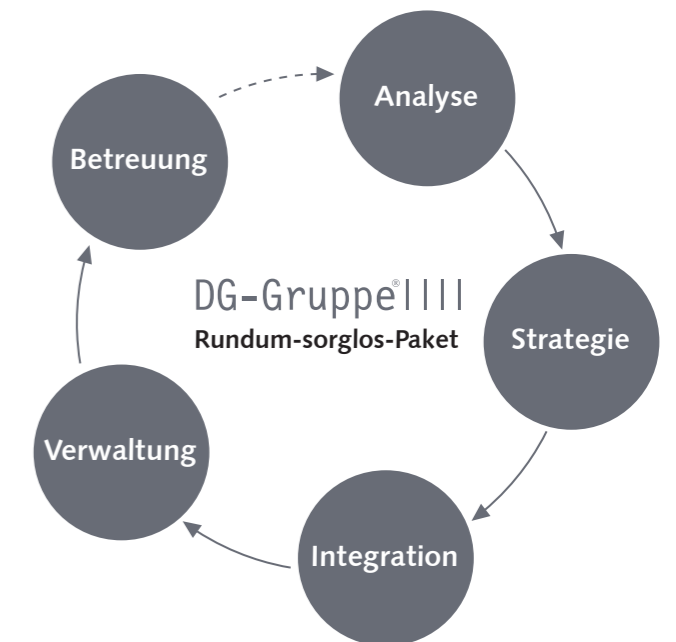 Analyse
Betreuung
DG-Gruppe®||||
Rundum-sorglos-Paket
Strategie
Verwaltung
Integration